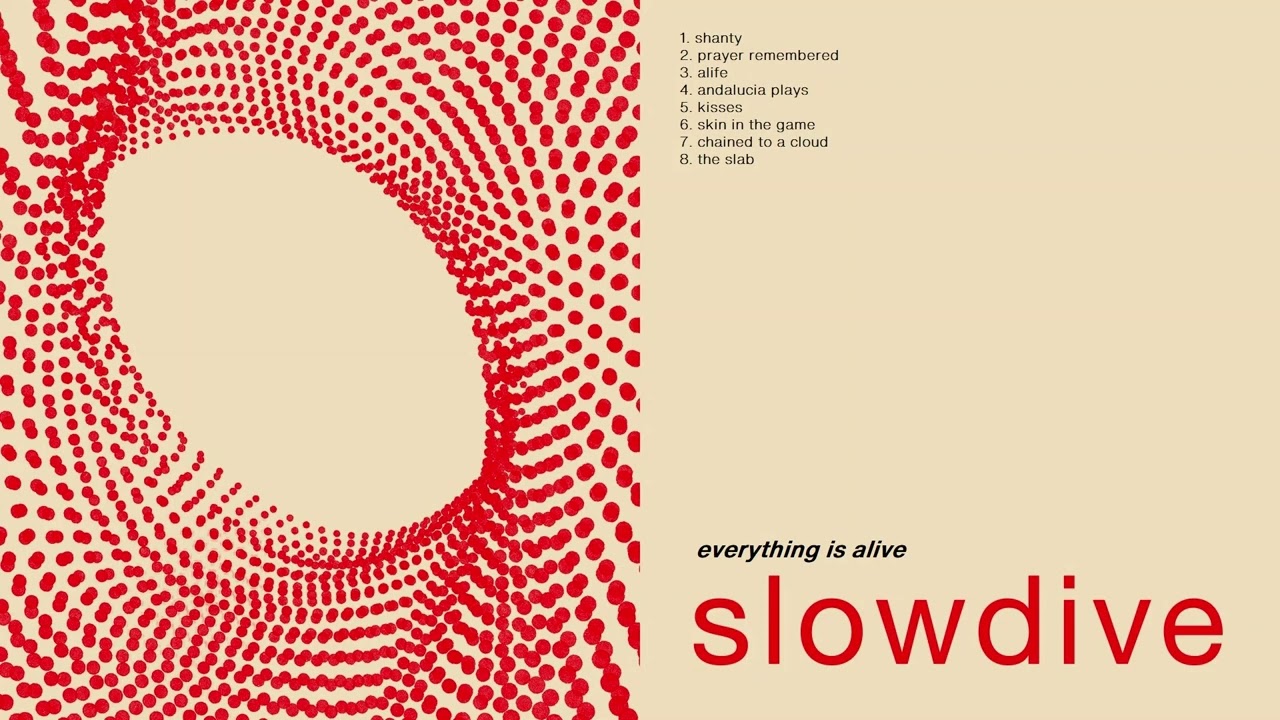 1. shanty
2. prayer remembered
3. alife
4. andalucia plays
5. kisses
6. skin in the game
7. chained to a cloud
8. the slab
everything is alive
slowdive